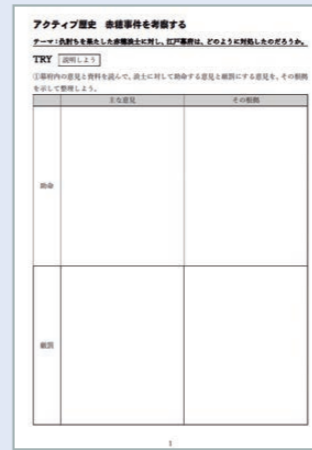 アクティブ歴史 赤穂事件を考察する
テーマ：仇討ちを果たした赤穂浪士に対し、江戸幕府は、どのように対処したのだろうか。
TRY 説明しよう
①幕府内の意見と資料を読んで、浪士に対して助命する意見と厳罰にする意見を、その根拠
を示して整理しよう。
主な意見 その根拠
助命
厳罰
1